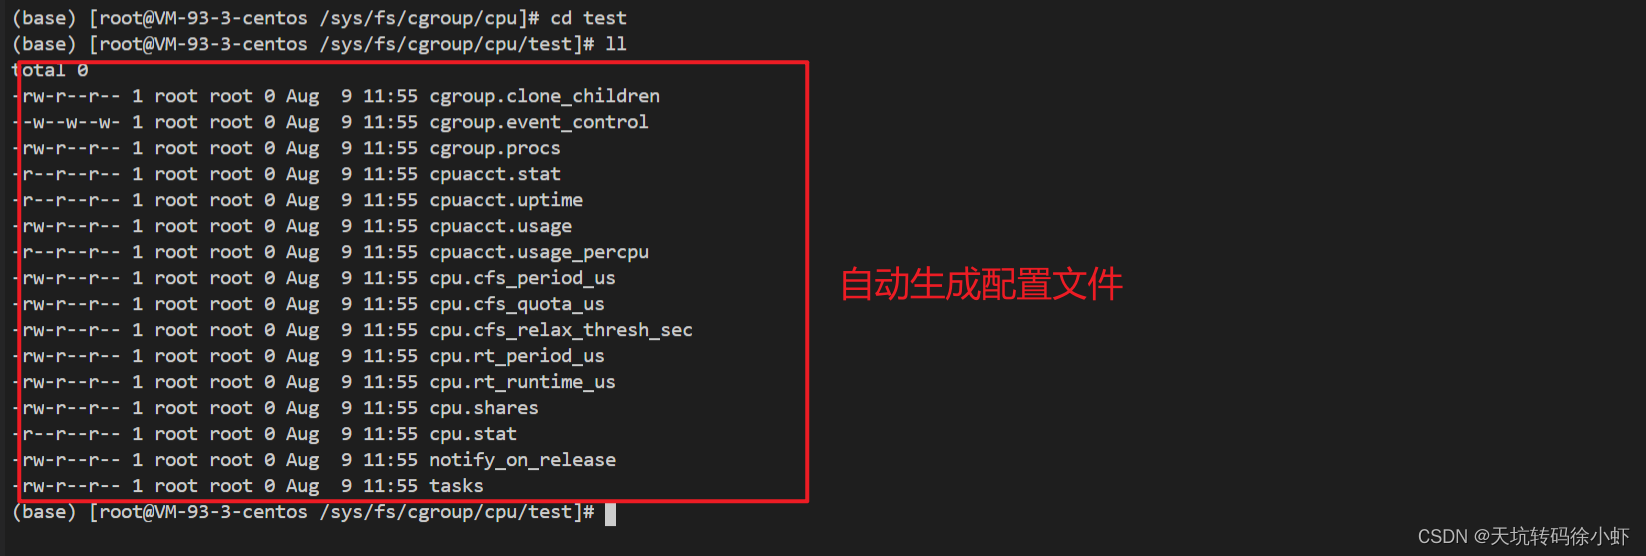 (base) [root@VM-93-3-centos /sys/fs/cgroup/cpu]# cd test
(base) [root@VM-93-3-centos /sys/fs/cgroup/cpu/test]# ll
total 0
-rw-r--r-- 1 root root 0 Aug  9 11:55 cgroup.clone_children
--w--w--w- 1 root root 0 Aug  9 11:55 cgroup.event_control
-rw-r--r-- 1 root root 0 Aug  9 11:55 cgroup.procs
-r--r--r-- 1 root root 0 Aug  9 11:55 cpuacct.stat
-r--r--r-- 1 root root 0 Aug  9 11:55 cpuacct.uptime
-rw-r--r-- 1 root root 0 Aug  9 11:55 cpuacct.usage
-r--r--r-- 1 root root 0 Aug  9 11:55 cpuacct.usage_percpu
-rw-r--r-- 1 root root 0 Aug  9 11:55 cpu.cfs_period_us
-rw-r--r-- 1 root root 0 Aug  9 11:55 cpu.cfs_quota_us
-rw-r--r-- 1 root root 0 Aug  9 11:55 cpu.cfs_relax_thresh_sec
-rw-r--r-- 1 root root 0 Aug  9 11:55 cpu.rt_period_us
-rw-r--r-- 1 root root 0 Aug  9 11:55 cpu.rt_runtime_us
-rw-r--r-- 1 root root 0 Aug  9 11:55 cpu.shares
-r--r--r-- 1 root root 0 Aug  9 11:55 cpu.stat
-rw-r--r-- 1 root root 0 Aug  9 11:55 notify_on_release
-rw-r--r-- 1 root root 0 Aug  9 11:55 tasks
(base) [root@VM-93-3-centos /sys/fs/cgroup/cpu/test]#
自动生成配置文件
CSDN @天坑转码徐小虾